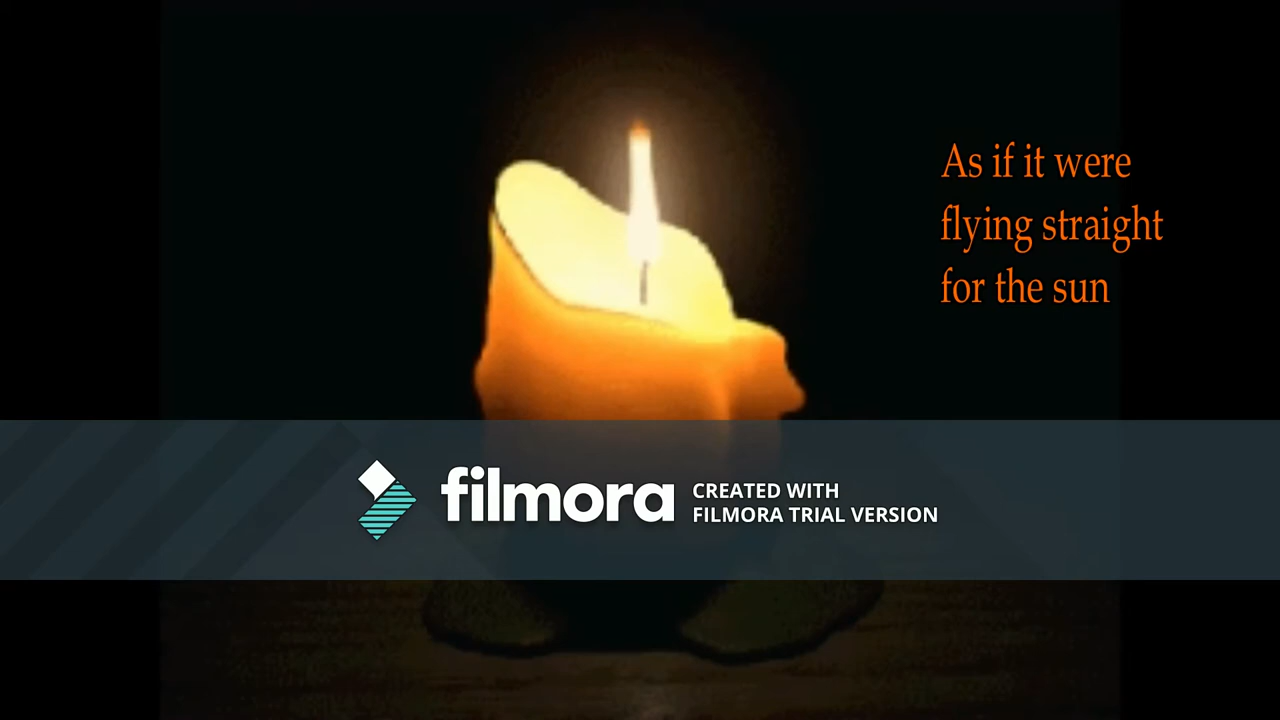 As if it were
flying straight
for the sun
filmora
CREATED WITH
FILMORA TRIAL VERSION